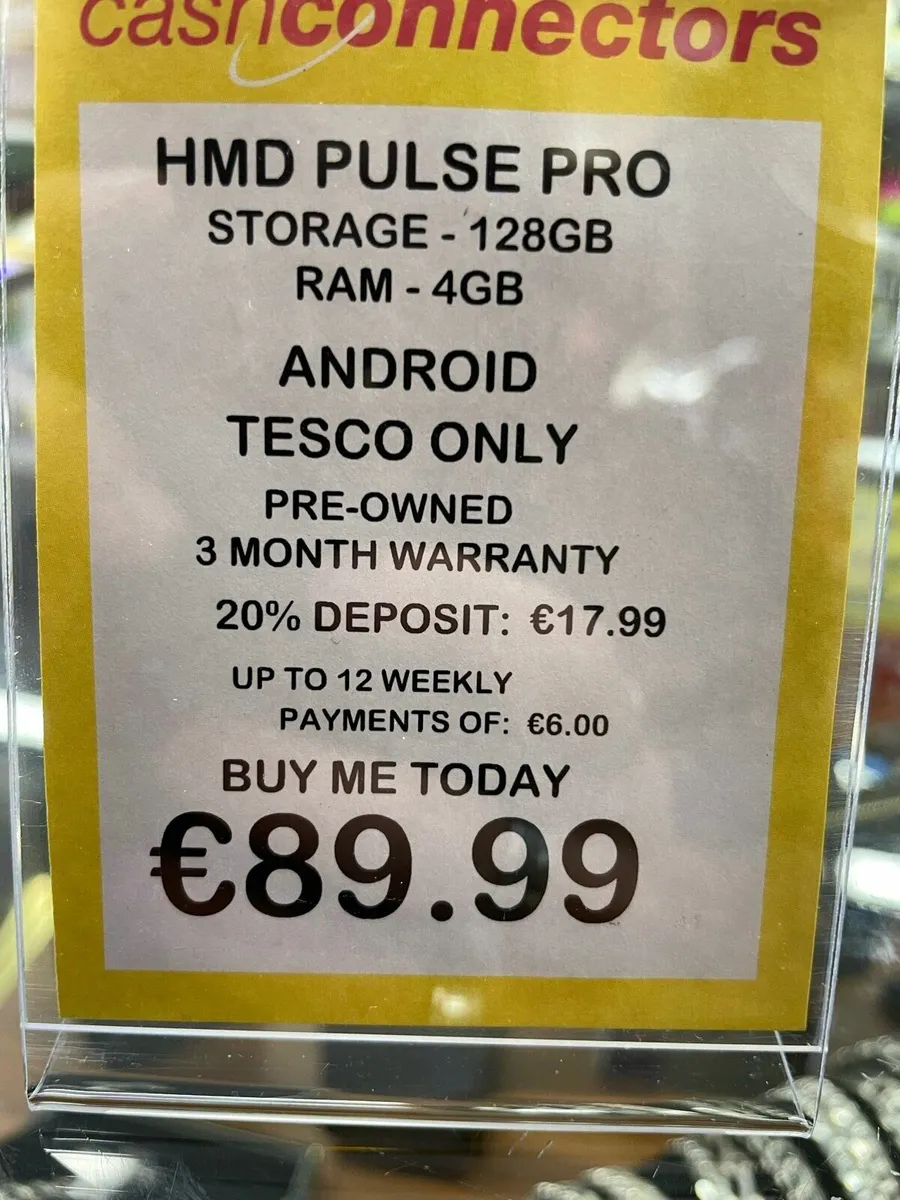 cashconnectors
HMD PULSE PRO
STORAGE - 128GB
RAM - 4GB
ANDROID
TESCO ONLY
PRE-OWNED
3 MONTH WARRANTY
20% DEPOSIT: €17.99
UP TO 12 WEEKLY
PAYMENTS OF: €6.00
BUY ME TODAY
€89.99